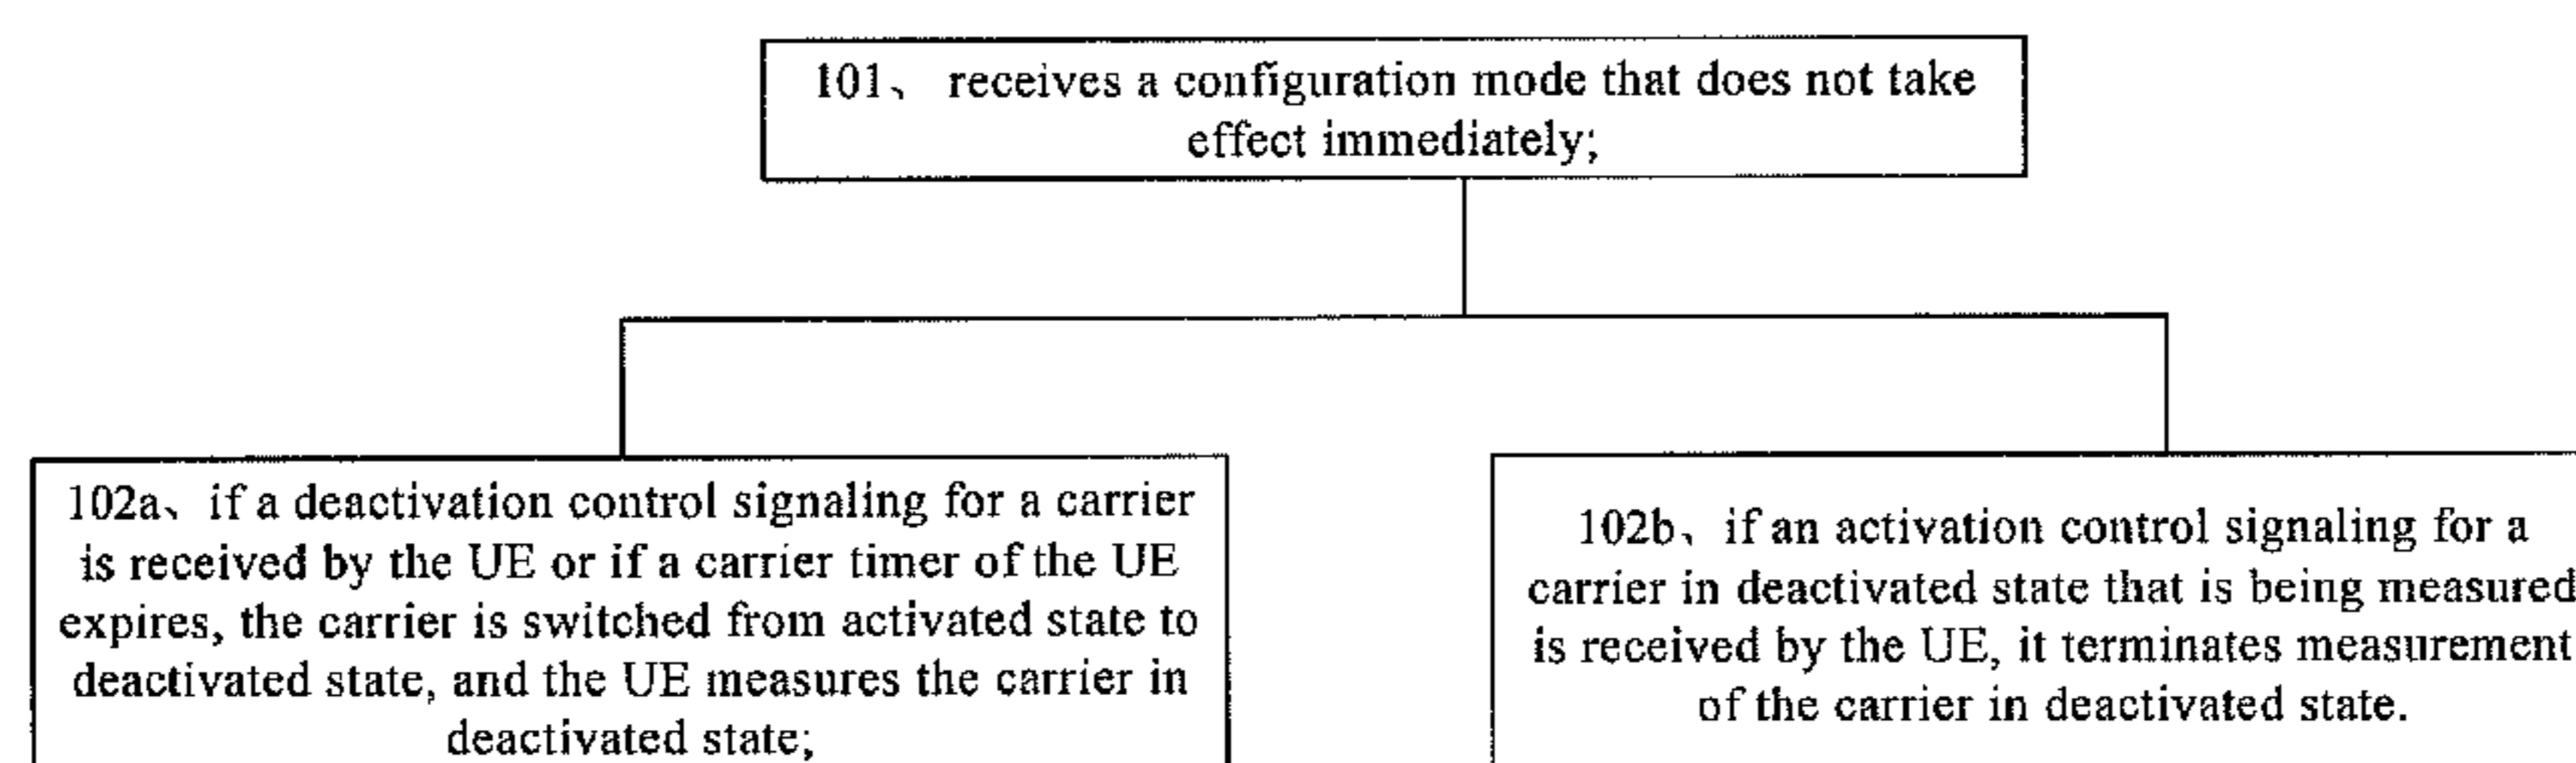 101、 receives a configuration mode that does not take
effect immediately;
102a、if a deactivation control signaling for a carrier
is received by the UE or if a carrier timer of the UE
expires, the carrier is switched from activated state to
deactivated state, and the UE measures the carrier in
deactivated state;
102b、if an activation control signaling for a
carrier in deactivated state that is being measured
is received by the UE, it terminates measurement
of the carrier in deactivated state.